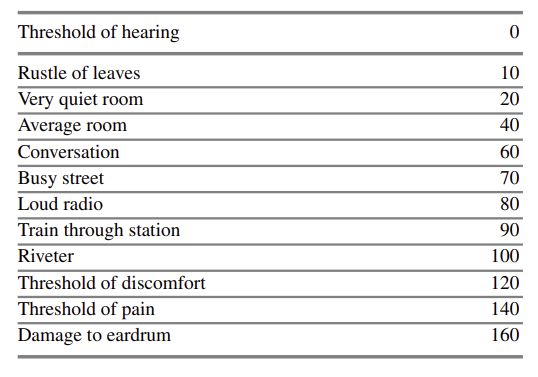 Threshold of hearing 0
Rustle of leaves 10
Very quiet room 20
Average room 40
Conversation 60
Busy street 70
Loud radio 80
Train through station 90
Riveter 100
Threshold of discomfort 120
Threshold of pain 140
Damage to eardrum 160